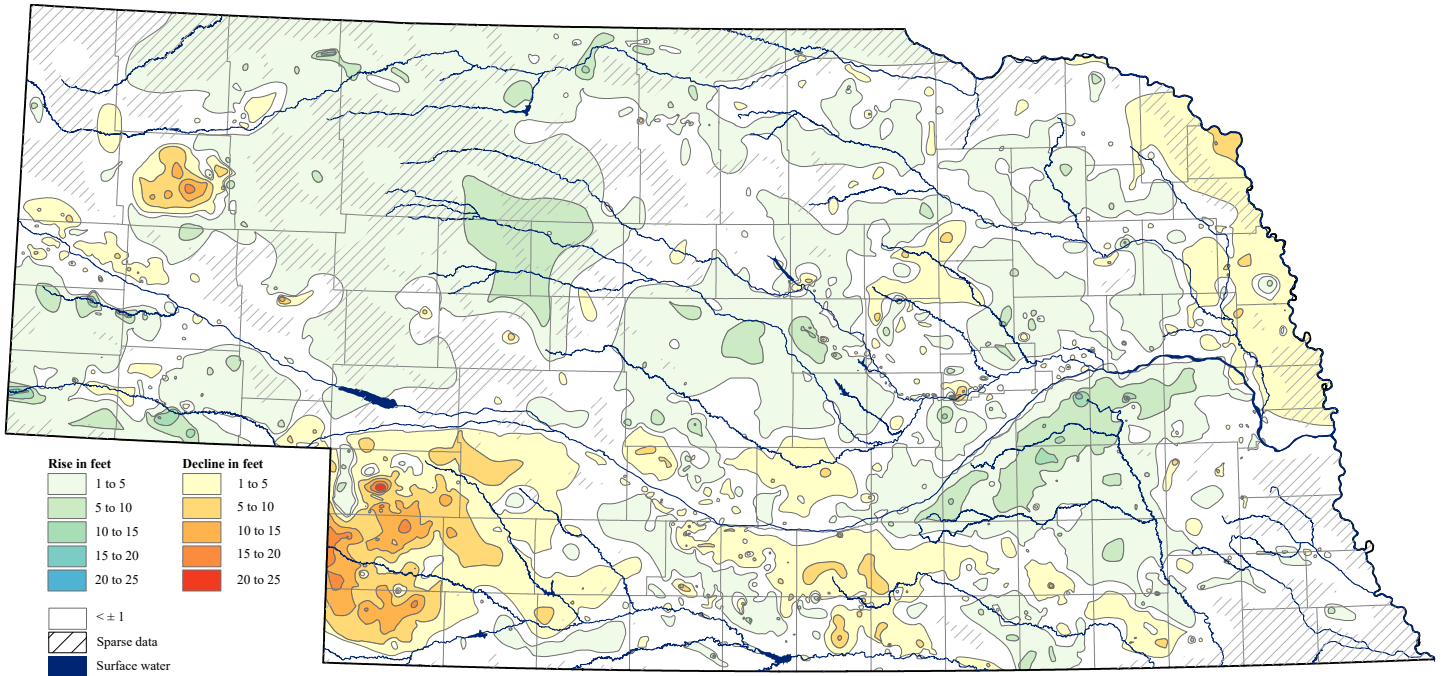 Rise in feet Decline in feet
1 to 5 1 to 5
5 to 10 5 to 10
10 to 15 10 to 15
15 to 20 15 to 20
20 to 25 20 to 25
< ± 1
Sparse data
Surface water